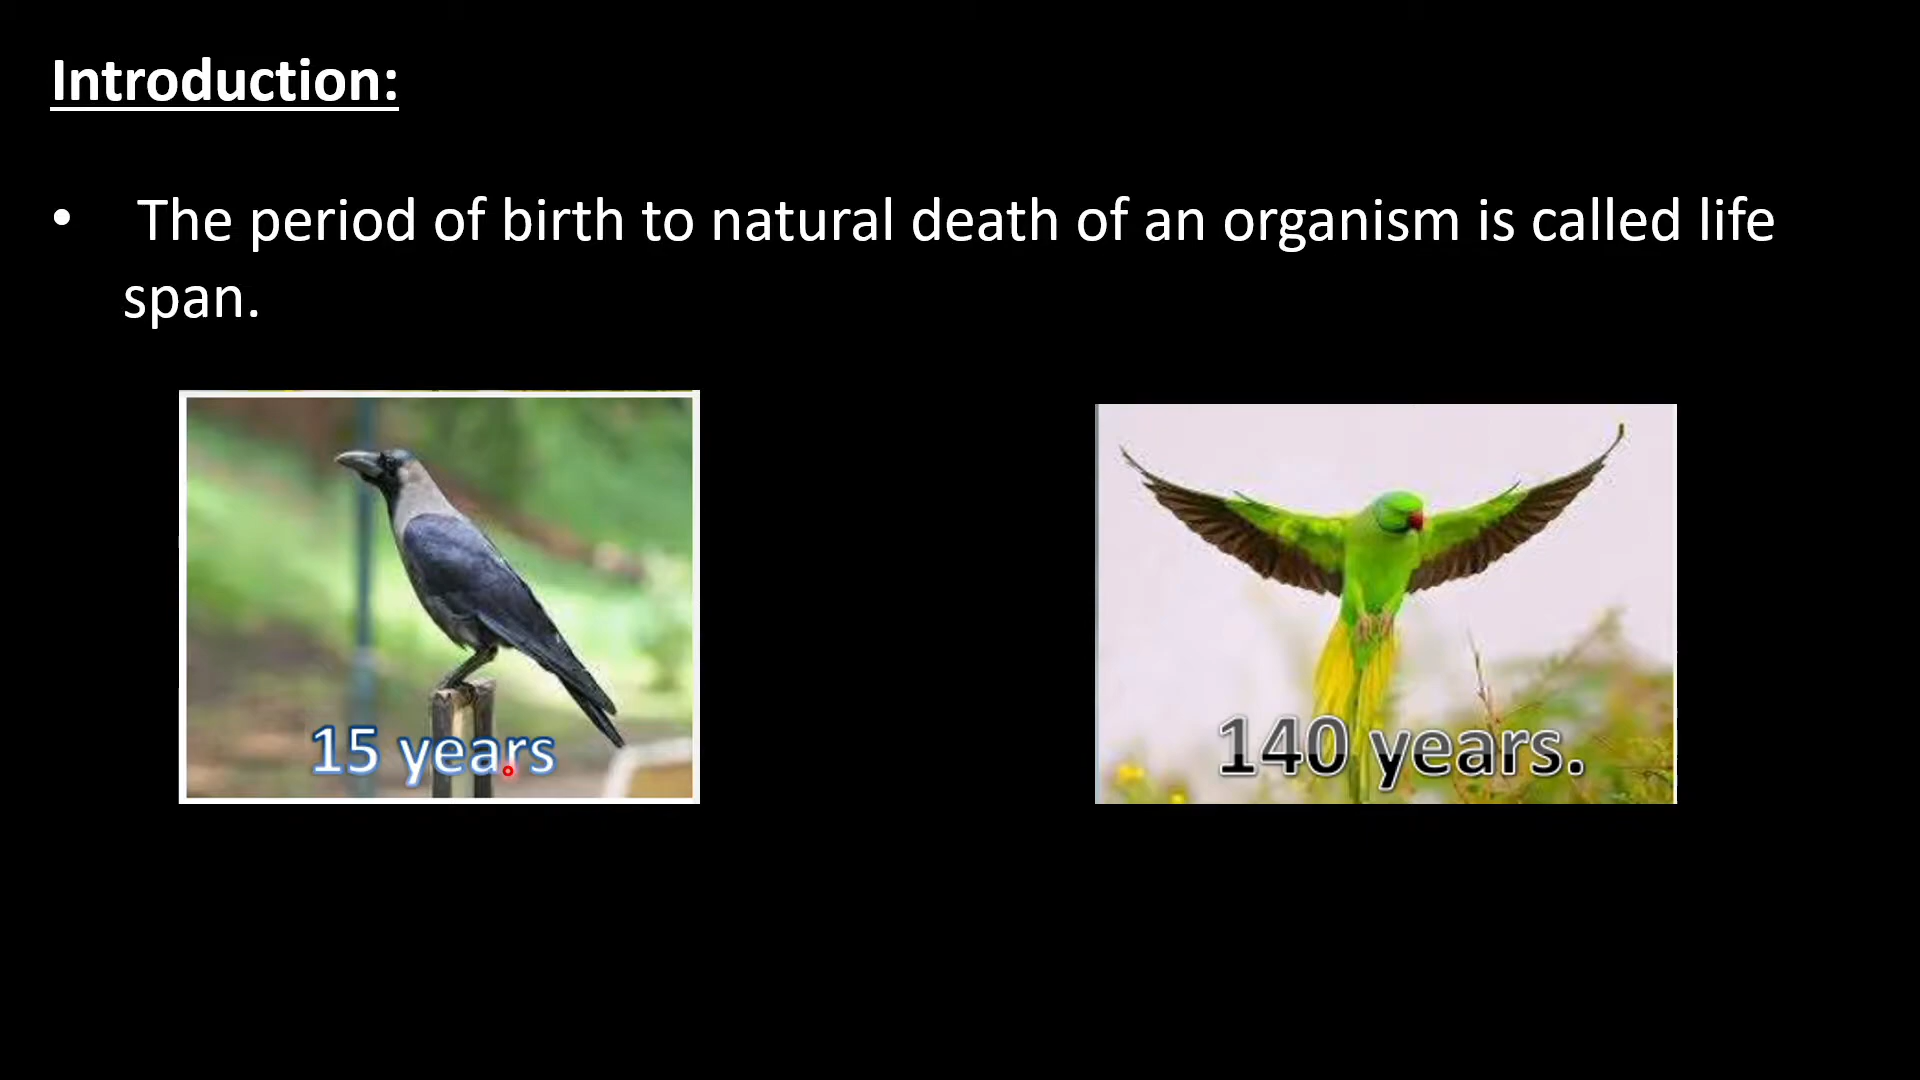 Introduction:
• The period of birth to natural death of an organism is called life
span.
15 years
140 years.